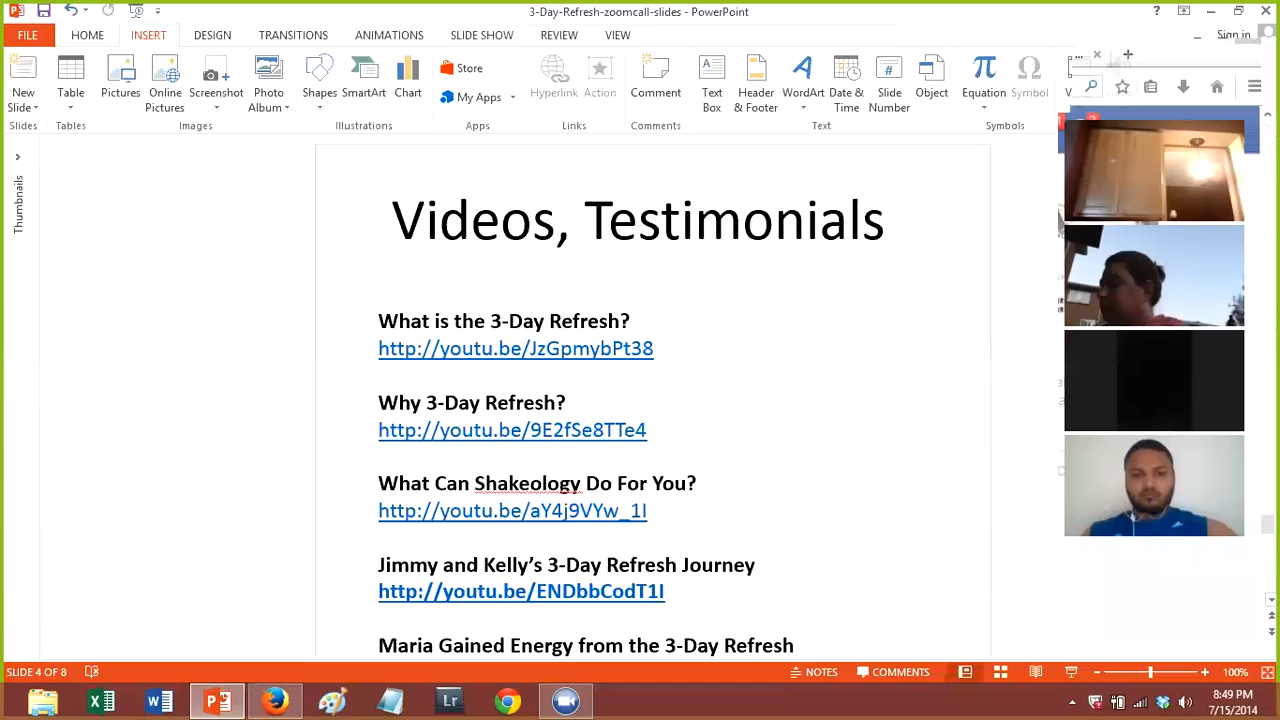 3-Day-Refresh-zoomcall-slides - PowerPoint
?
FILE HOME INSERT DESIGN TRANSITIONS ANIMATIONS SLIDE SHOW REVIEW VIEW Sign in
New Slide
Table
Pictures
Online Pictures
Screenshot
Photo Album
Shapes
SmartArt
Chart
Store
My Apps
Hyperlink
Action
Comment
Text Box
Header & Footer
WordArt
Date & Time
Slide Number
Object
Equation
Symbol
Slides Tables Images Illustrations Apps Links Comments Text Symbols
Thumbnails
Videos, Testimonials
What is the 3-Day Refresh?
http://youtu.be/JzGpmybPt38
Why 3-Day Refresh?
http://youtu.be/9E2fSe8TTe4
What Can Shakeology Do For You?
http://youtu.be/aY4j9VYw_1I
Jimmy and Kelly’s 3-Day Refresh Journey
http://youtu.be/ENDbbCodT1I
Maria Gained Energy from the 3-Day Refresh
SLIDE 4 OF 8 NOTES COMMENTS 100%
Lr
8:49 PM
7/15/2014